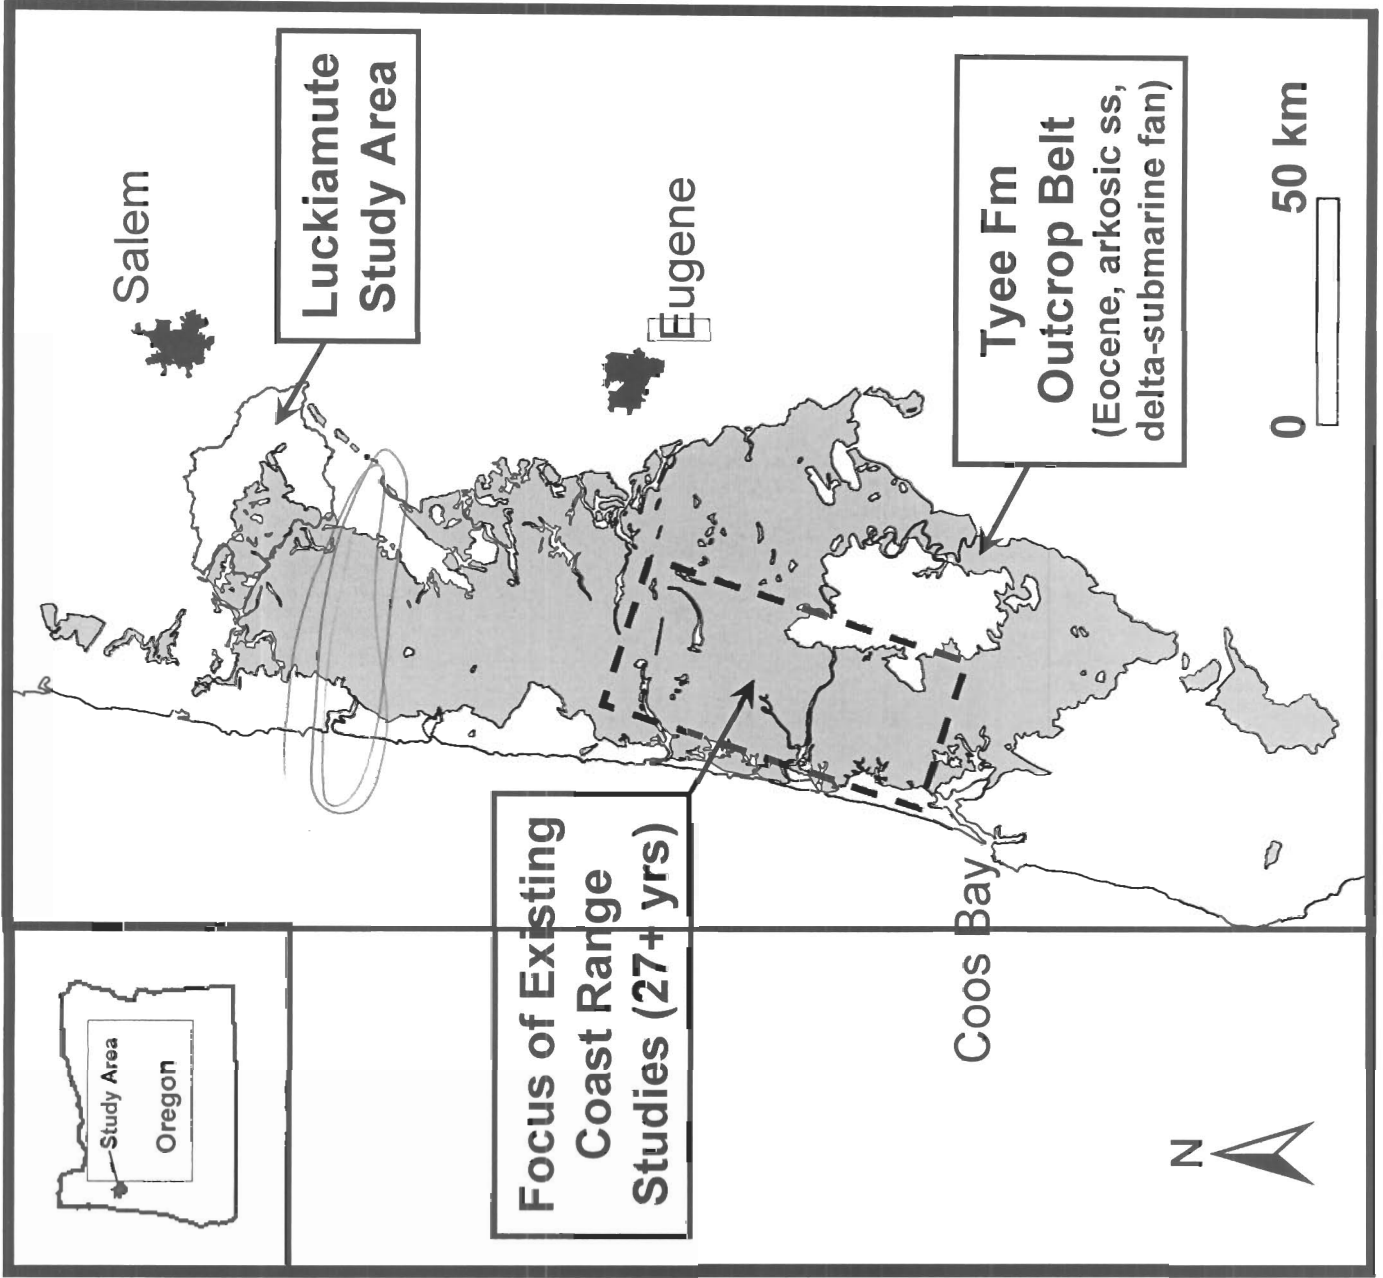 Study Area
Oregon
Salem
Luckiamute
Study Area
Eugene
Focus of Existing
Coast Range
Studies (27+ yrs)
Tyee Fm
Outcrop Belt
(Eocene, arkosic ss,
delta-submarine fan)
Coos Bay
N
0
50 km